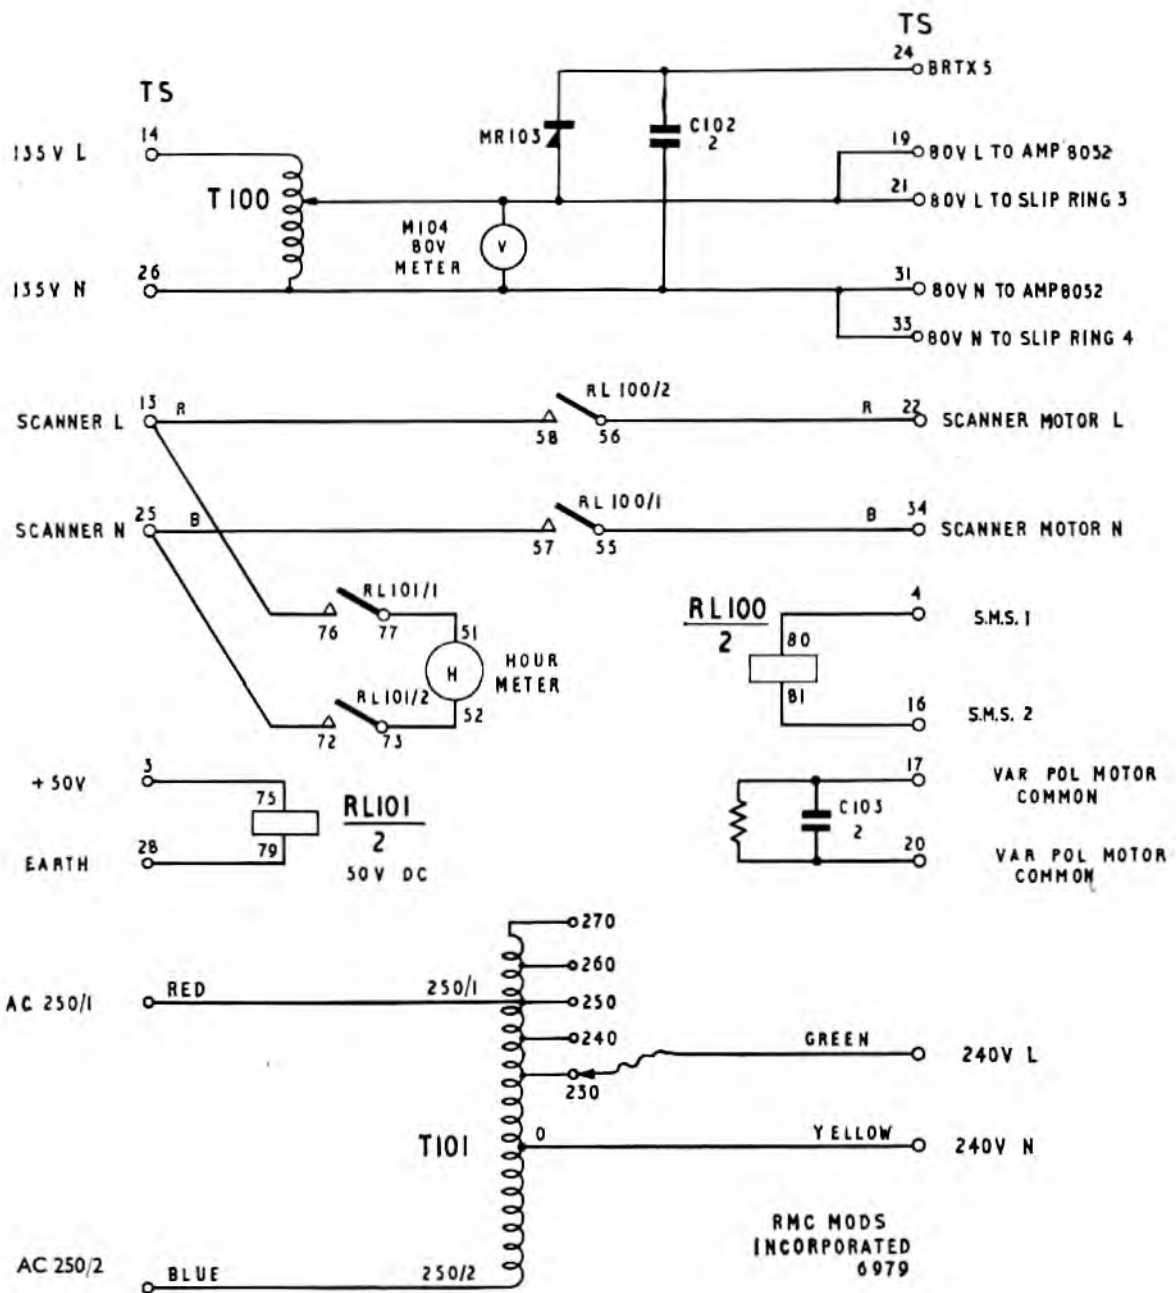 TS
24
BRTX 5
TS
14
135V L
MR103
C102
2
19
80V L TO AMP 8052
T100
21
80V L TO SLIP RING 3
M104
80V
METER
V
26
135V N
31
80V N TO AMP 8052
33
80V N TO SLIP RING 4
RL 100/2
13
SCANNER L
R
58
56
R
22
SCANNER MOTOR L
RL 100/1
25
SCANNER N
B
57
55
B
34
SCANNER MOTOR N
RL101/1
76
77
51
H
HOUR
METER
RL101/2
52
72
73
RL100
2
4
S.M.S. 1
80
81
16
S.M.S. 2
3
+50V
75
RL101
2
79
50V DC
28
EARTH
17
VAR POL MOTOR
COMMON
C103
2
20
VAR POL MOTOR
COMMON
270
260
AC 250/1
RED
250/1
250
240
GREEN
240V L
230
T101
0
YELLOW
240V N
RMC MODS
INCORPORATED
6979
AC 250/2
BLUE
250/2